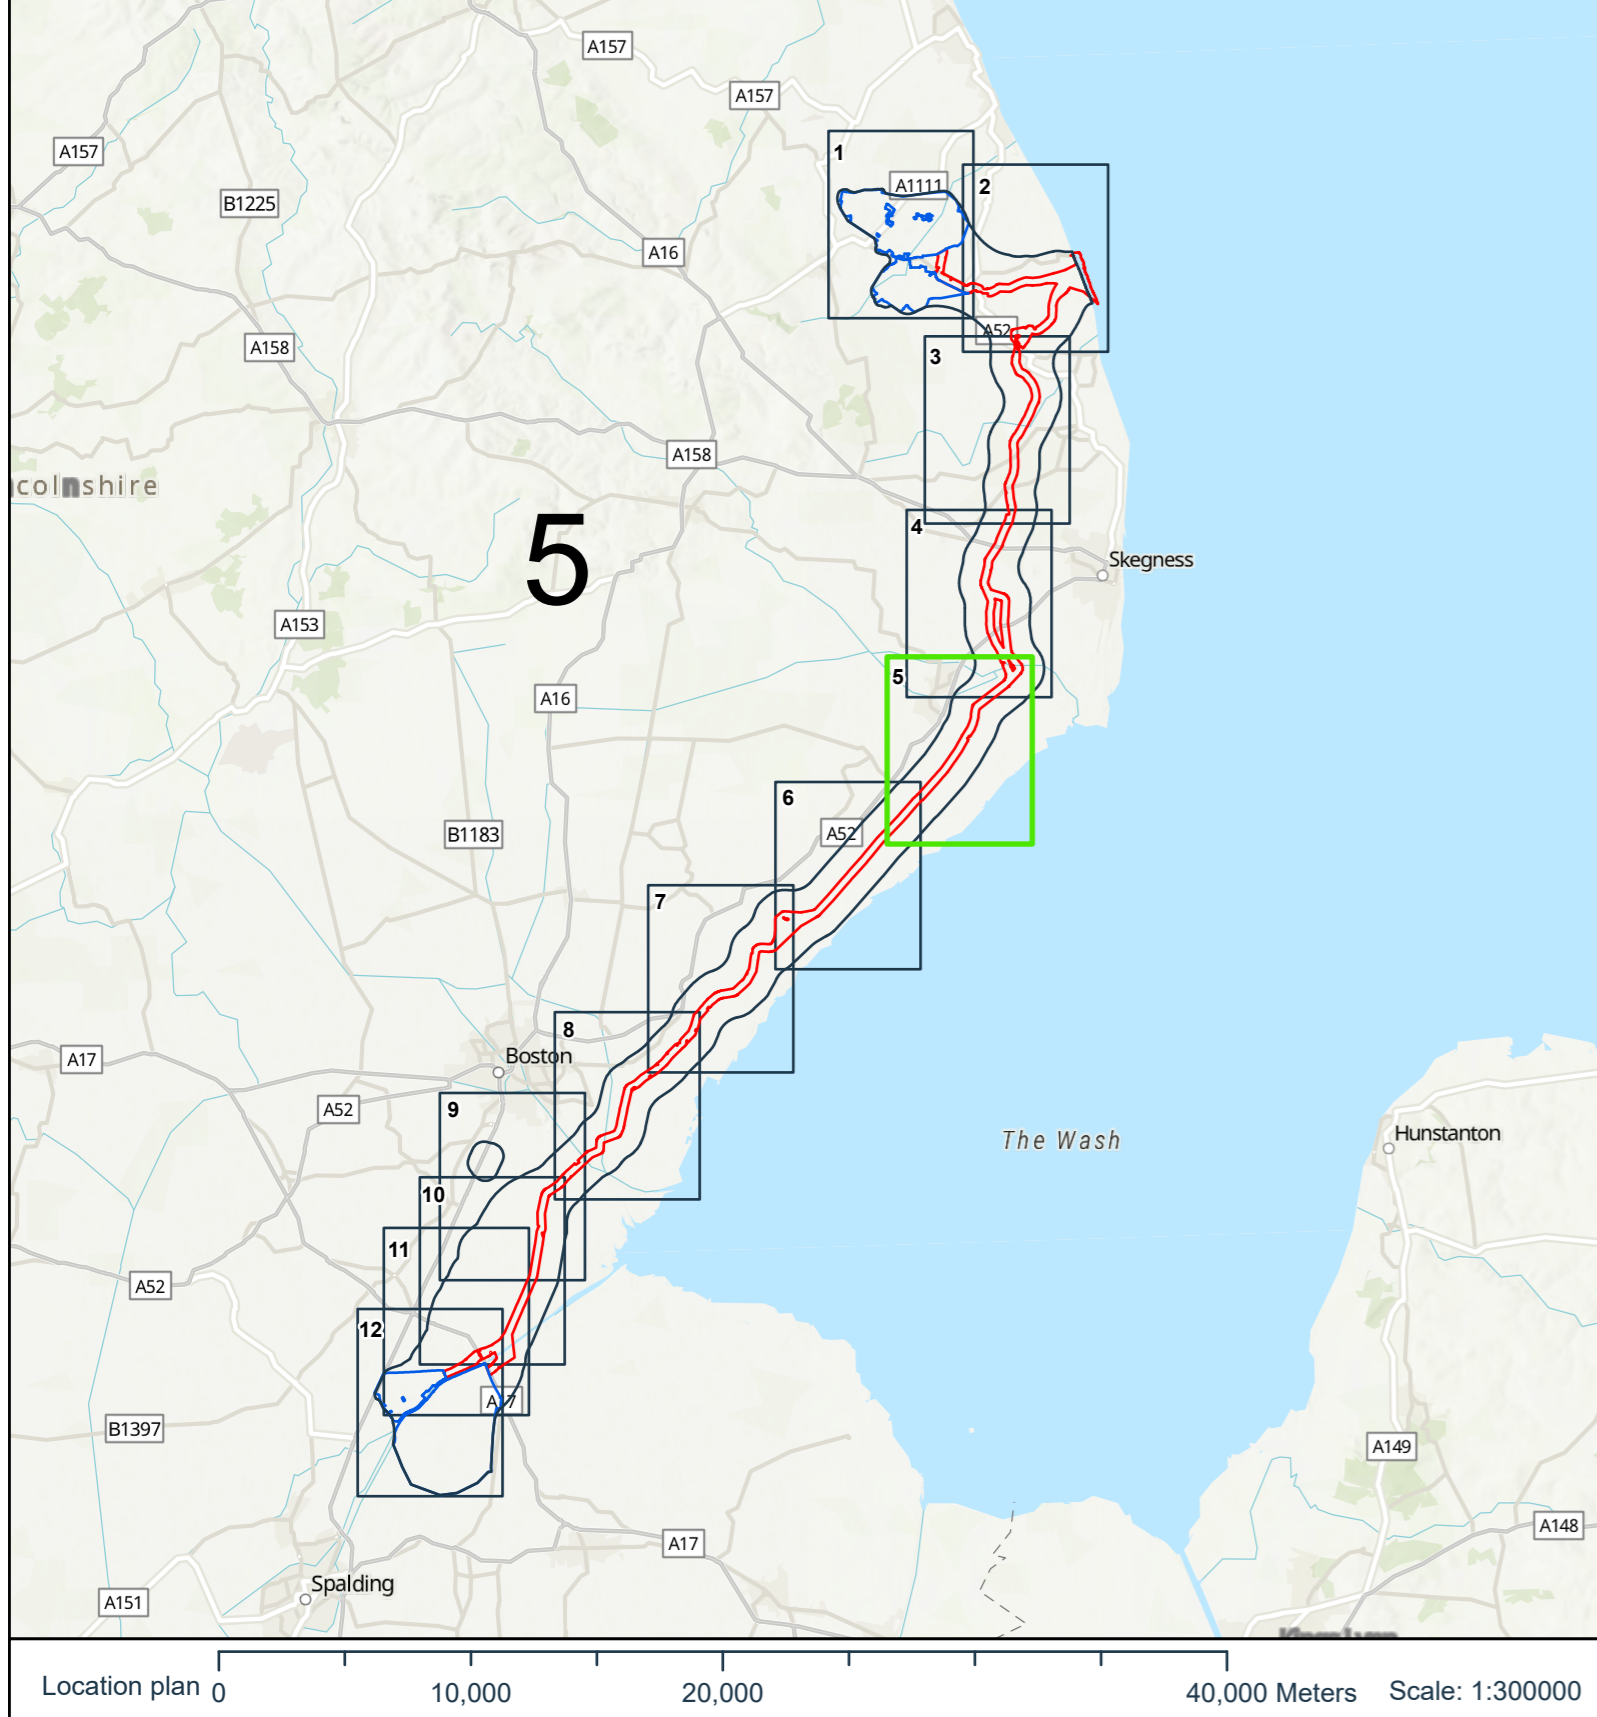 A157
A157
A157
1
A1111
2
B1225
A16
A52
A158
3
A158
colnshire
5
4
Skegness
A153
5
A16
6
B1183
A52
7
8
Boston
A17
9
A52
The Wash
Hunstanton
10
11
A52
12
A17
B1397
A149
A148
A17
Spalding
A151
Location plan 0 10,000 20,000 40,000 Meters Scale: 1:300000